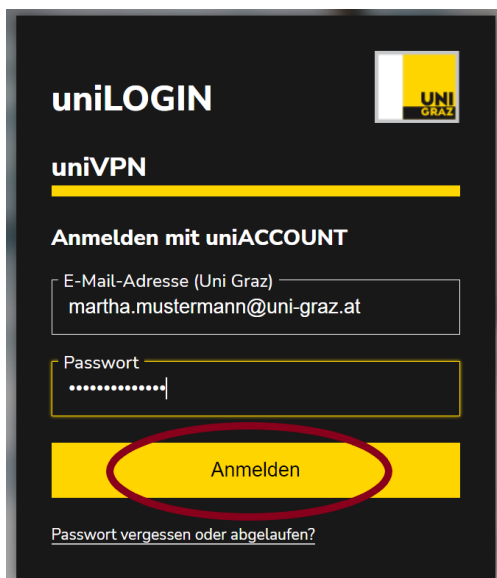 uniLOGIN
UNI
GRAZ
uniVPN
Anmelden mit uniACCOUNT
E-Mail-Adresse (Uni Graz)
martha.mustermann@uni-graz.at
Passwort
••••••••••••••
Anmelden
Passwort vergessen oder abgelaufen?